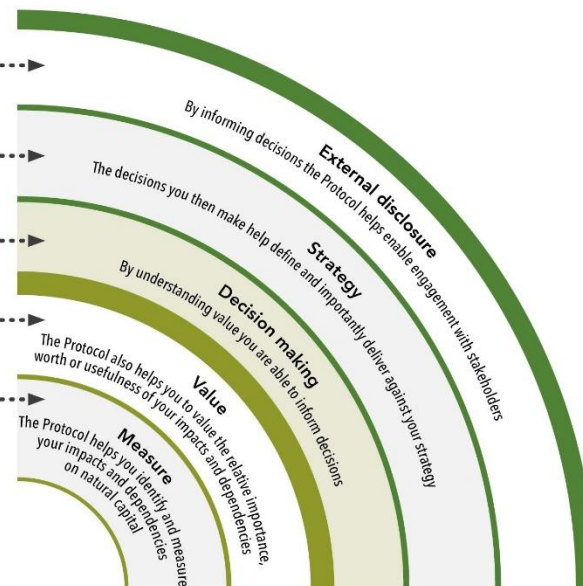 External disclosure
By informing decisions the Protocol helps enable engagement with stakeholders
Strategy
The decisions you then make help define and importantly deliver against your strategy
Decision making
By understanding value you are able to inform decisions
Value
The Protocol also helps you to value the relative importance,
worth or usefulness of your impacts and dependencies
Measure
The Protocol helps you identify and measure
your impacts and dependencies
on natural capital